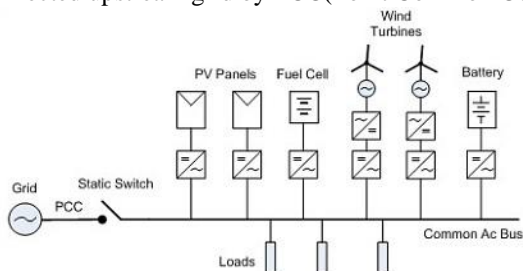 Wind
Turbines
PV Panels
Fuel Cell
Battery
Static Switch
Grid
PCC
Common Ac Bus
Loads